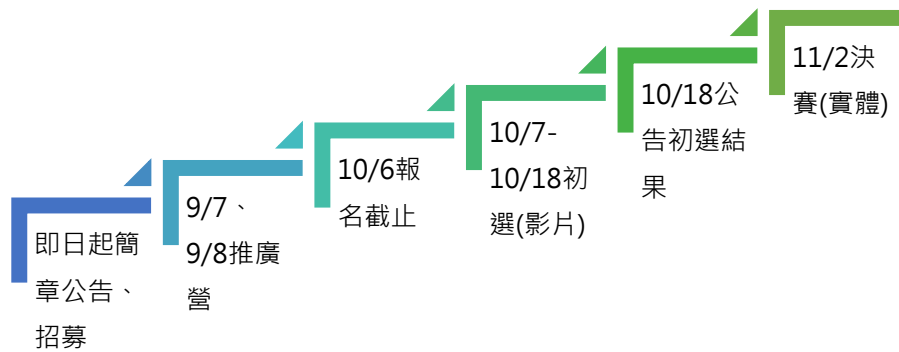 即日起簡
章公告、
招募
9/7、
9/8推廣
營
10/6報
名截止
10/7-
10/18初
選(影片)
10/18公
告初選結
果
11/2決
賽(實體)